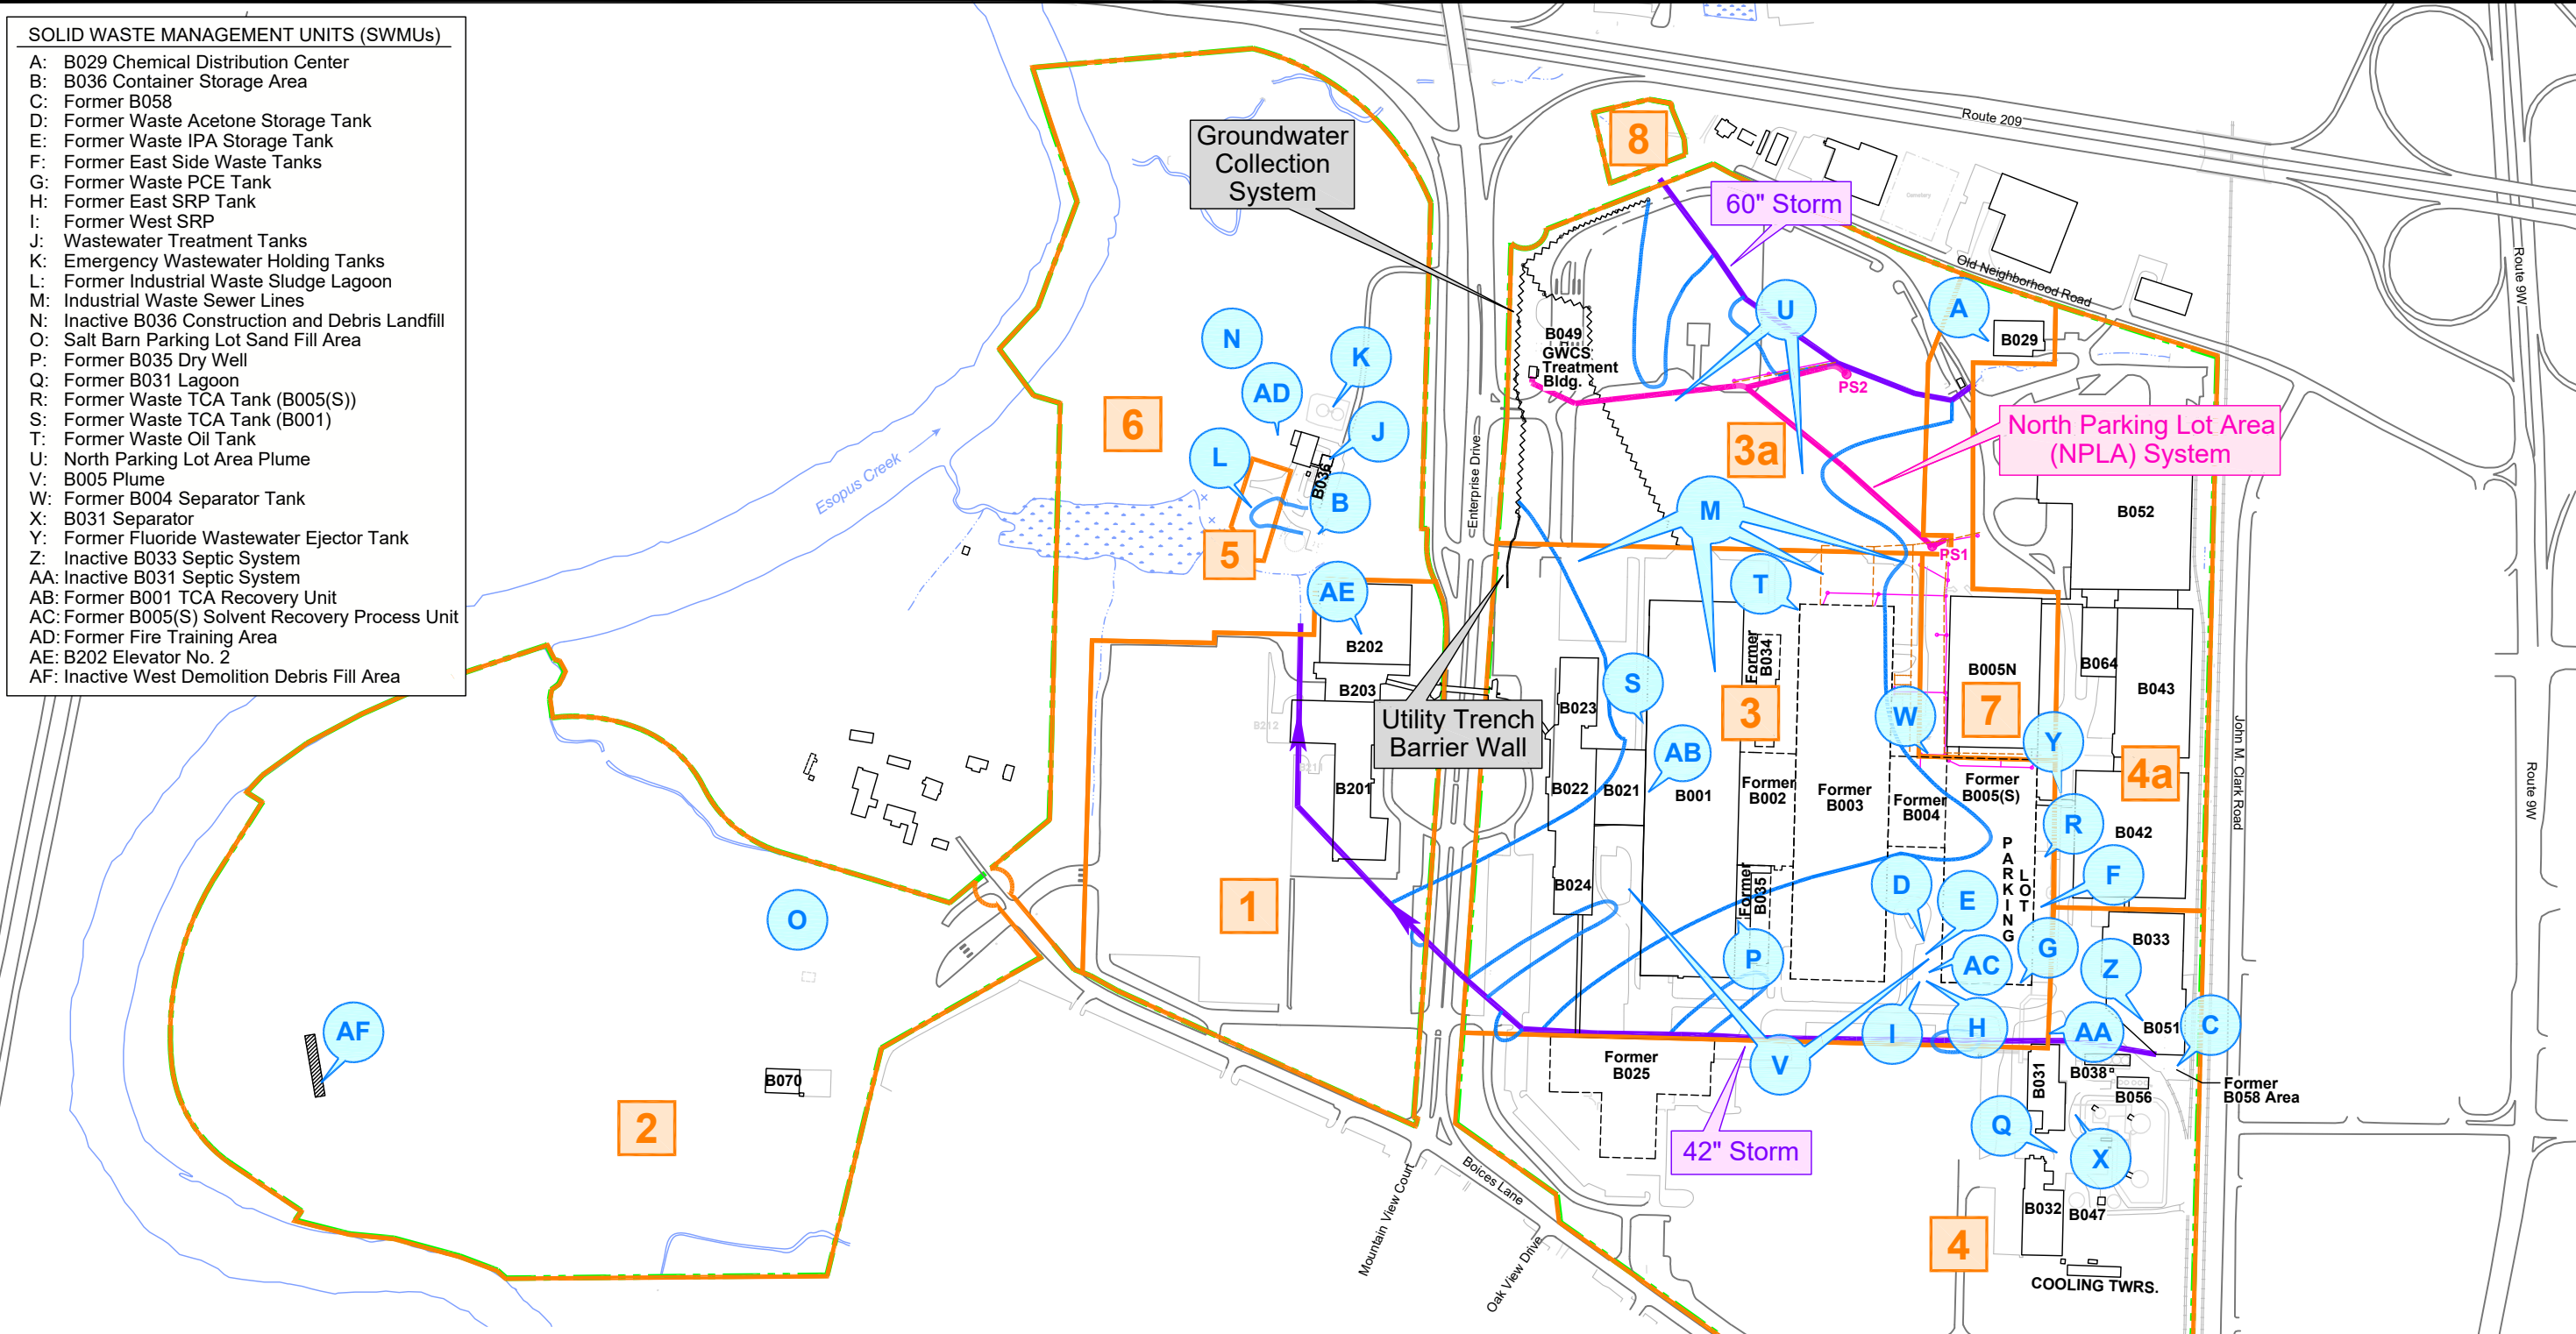 SOLID WASTE MANAGEMENT UNITS (SWMUs)
A: B029 Chemical Distribution Center
B: B036 Container Storage Area
C: Former B058
D: Former Waste Acetone Storage Tank
E: Former Waste IPA Storage Tank
F: Former East Side Waste Tanks
G: Former Waste PCE Tank
H: Former East SRP Tank
I: Former West SRP
J: Wastewater Treatment Tanks
K: Emergency Wastewater Holding Tanks
L: Former Industrial Waste Sludge Lagoon
M: Industrial Waste Sewer Lines
N: Inactive B036 Construction and Debris Landfill
O: Salt Barn Parking Lot Sand Fill Area
P: Former B035 Dry Well
Q: Former B031 Lagoon
R: Former Waste TCA Tank (B005(S))
S: Former Waste TCA Tank (B001)
T: Former Waste Oil Tank
U: North Parking Lot Area Plume
V: B005 Plume
W: Former B004 Separator Tank
X: B031 Separator
Y: Former Fluoride Wastewater Ejector Tank
Z: Inactive B033 Septic System
AA: Inactive B031 Septic System
AB: Former B001 TCA Recovery Unit
AC: Former B005(S) Solvent Recovery Process Unit
AD: Former Fire Training Area
AE: B202 Elevator No. 2
AF: Inactive West Demolition Debris Fill Area
Groundwater
Collection
System
8
60" Storm
Route 209
Cemetery
Old Neighborhood Road
Route 9W
U
A
B029
B049
GWCS
Treatment
Bldg.
PS2
North Parking Lot Area
(NPLA) System
N
K
AD
J
6
L
B036
B
5
Esopus Creek
Enterprise Drive
3a
M
B052
PS1
T
AE
B202
B203
Former
B034
B005N
B064
B043
S
3
7
W
Y
B023
Utility Trench
Barrier Wall
B212
B213
B201
AB
B022
B021
B001
Former
B002
Former
B003
Former
B004
Former
B005(S)
4a
R
B042
John M. Clark Road
Route 9W
PARKING
LOT
F
B024
Former
B035
D
E
1
O
P
AC
G
B033
Z
AF
I
H
AA
B051
C
V
Former
B025
B038
B056
B031
Former
B058 Area
B070
2
42" Storm
Q
X
Mountain View Court
Boices Lane
Oak View Drive
B032
B047
4
COOLING TWRS.